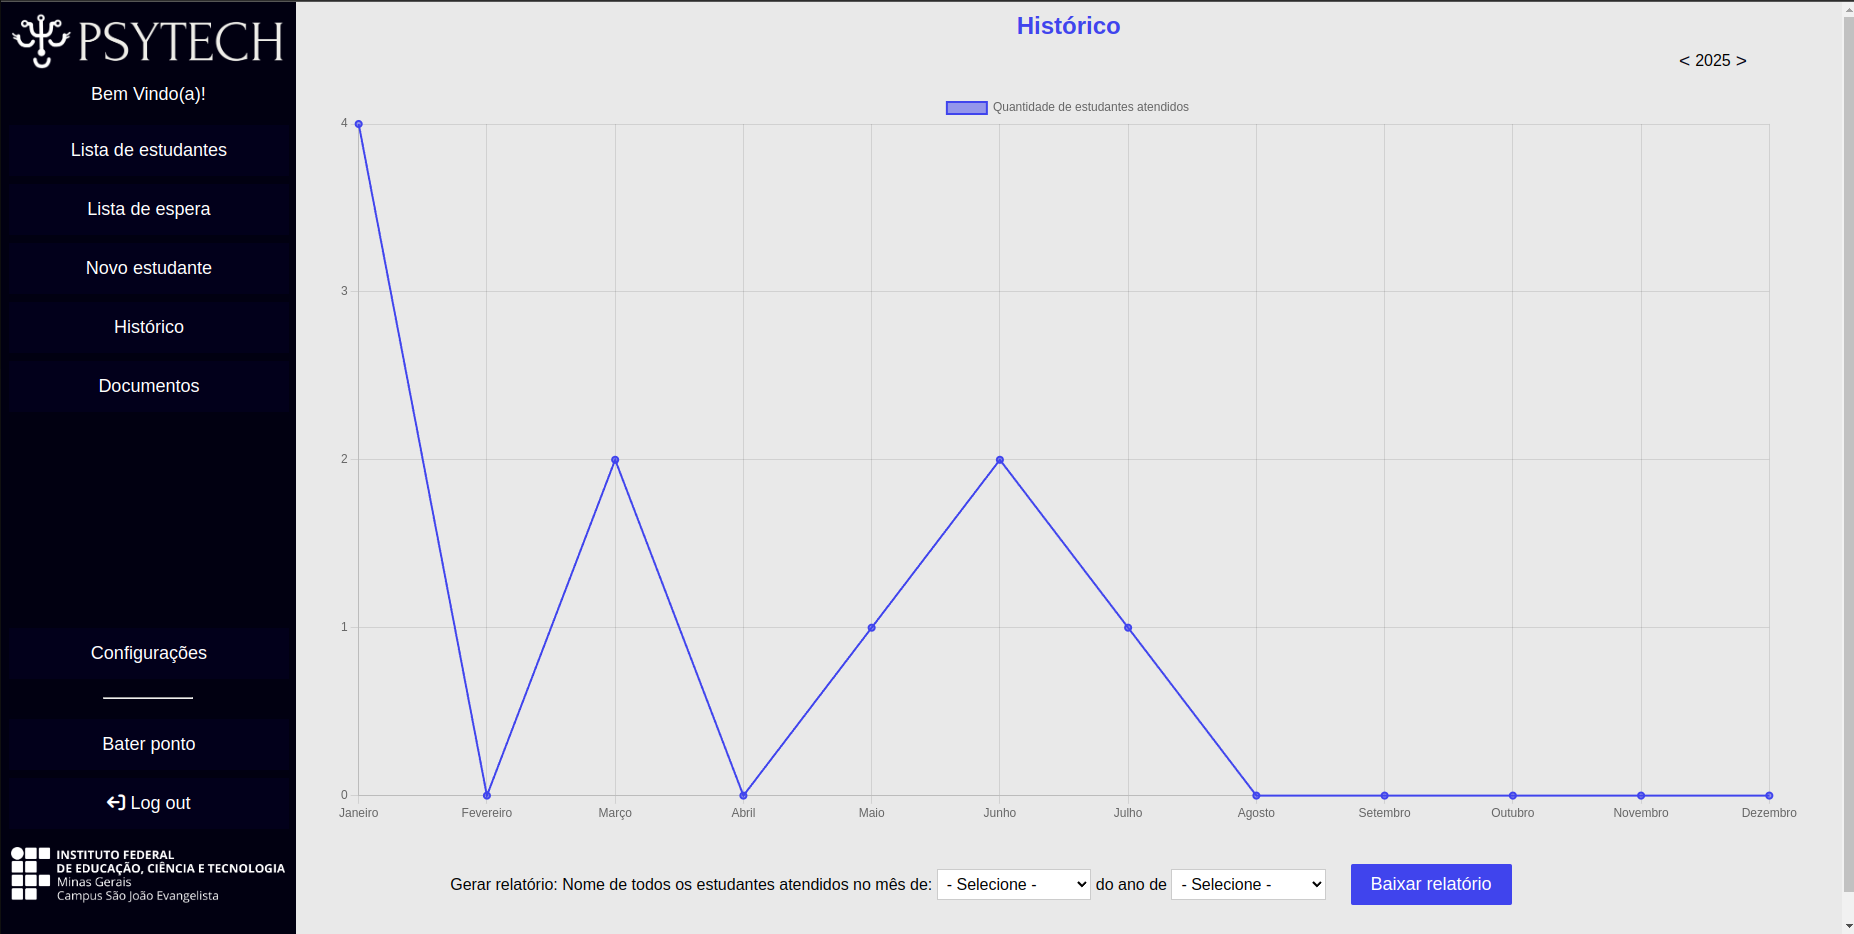 PSYTECH
Bem Vindo(a)!
Lista de estudantes
Lista de espera
Novo estudante
Histórico
Documentos
Configurações
Bater ponto
Log out
INSTITUTO FEDERAL
DE EDUCAÇÃO, CIÊNCIA E TECNOLOGIA
Minas Gerais
Campus São João Evangelista
Histórico
< 2025 >
Quantidade de estudantes atendidos
4
3
2
1
0
Janeiro Fevereiro Março Abril Maio Junho Julho Agosto Setembro Outubro Novembro Dezembro
Gerar relatório: Nome de todos os estudantes atendidos no mês de: - Selecione - do ano de - Selecione - Baixar relatório